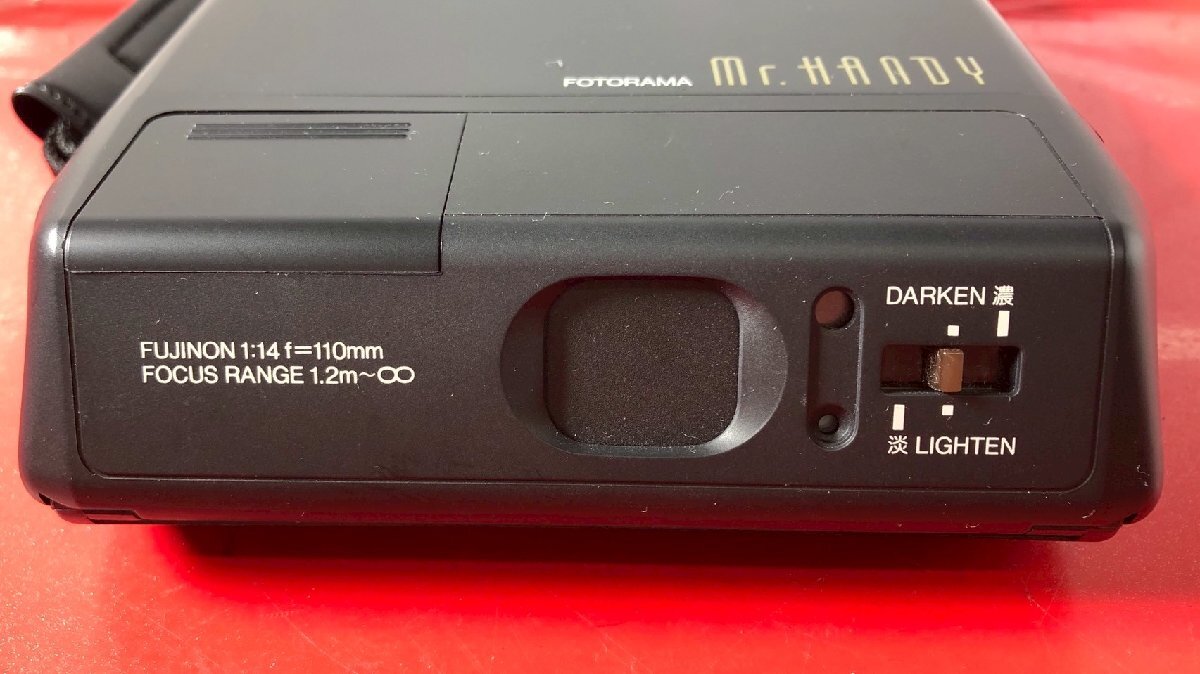 FOTORAMA Mr. HANDY
DARKEN 濃
FUJINON 1:14 f=110mm
FOCUS RANGE 1.2m~∞
淡 LIGHTEN